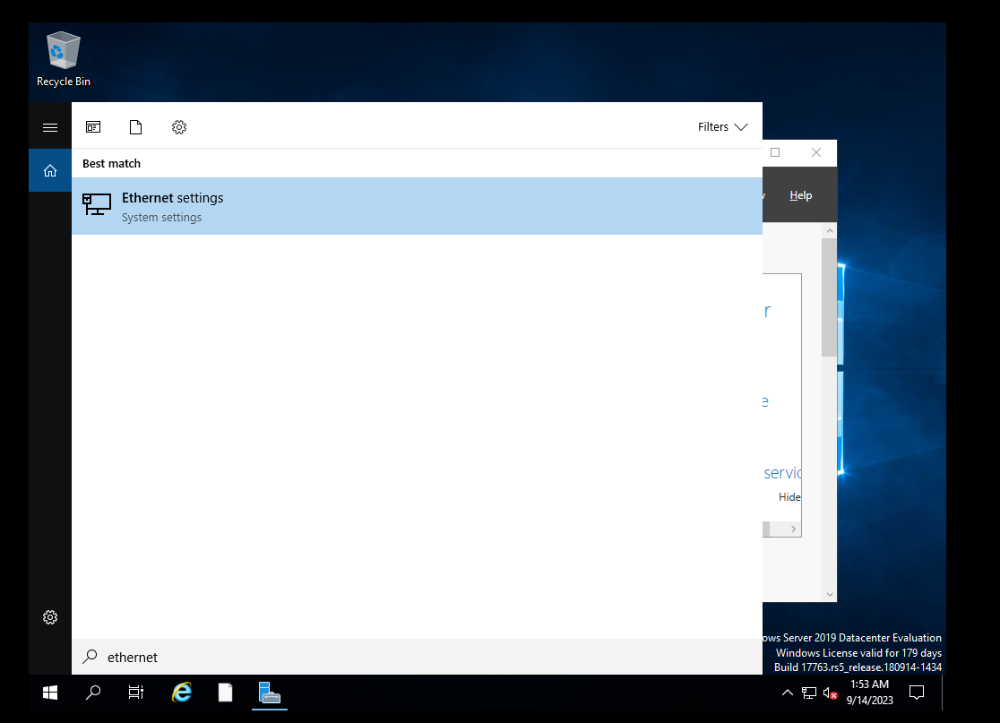 Recycle Bin
Filters
Best match
Ethernet settings
System settings
Help
r
e
servic
Hide
ethernet
ows Server 2019 Datacenter Evaluation
Windows License valid for 179 days
Build 17763.rs5_release.180914-1434
1:53 AM
9/14/2023